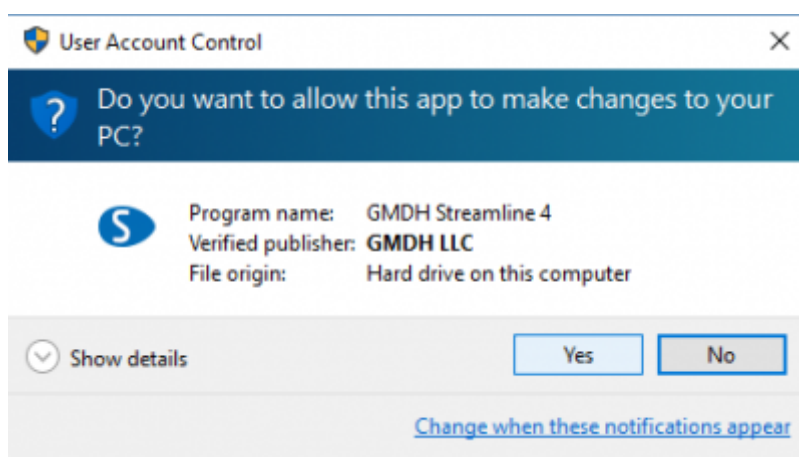 User Account Control
Do you want to allow this app to make changes to your
PC?
Program name: GMDH Streamline 4
Verified publisher: GMDH LLC
File origin: Hard drive on this computer
Show details
Yes
No
Change when these notifications appear